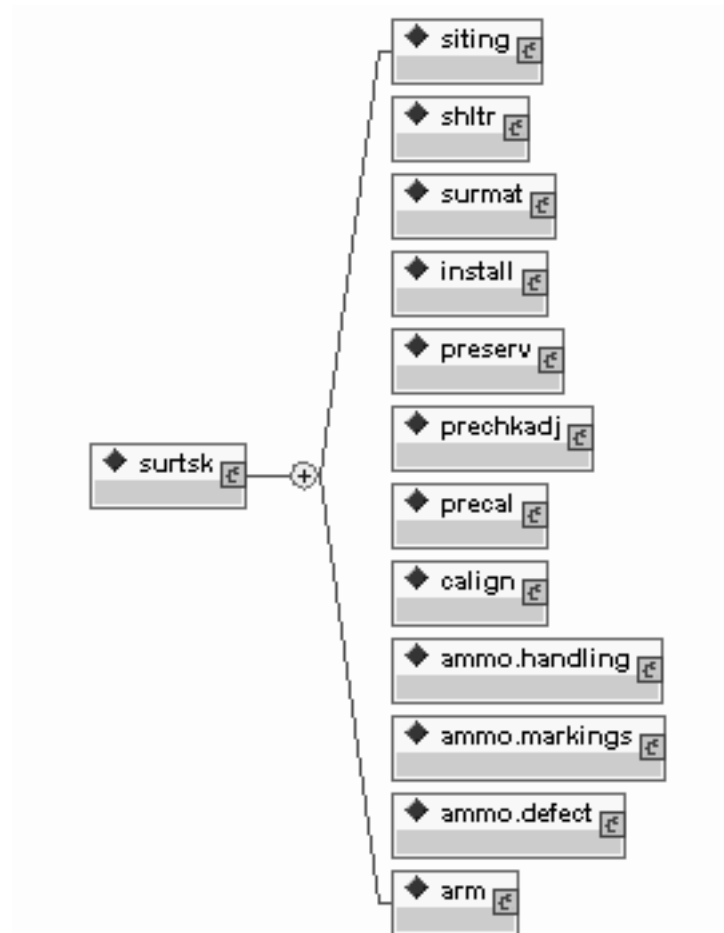 siting
shltr
surmat
install
preserv
surtsk
prechkadj
precal
calign
ammo.handling
ammo.markings
ammo.defect
arm